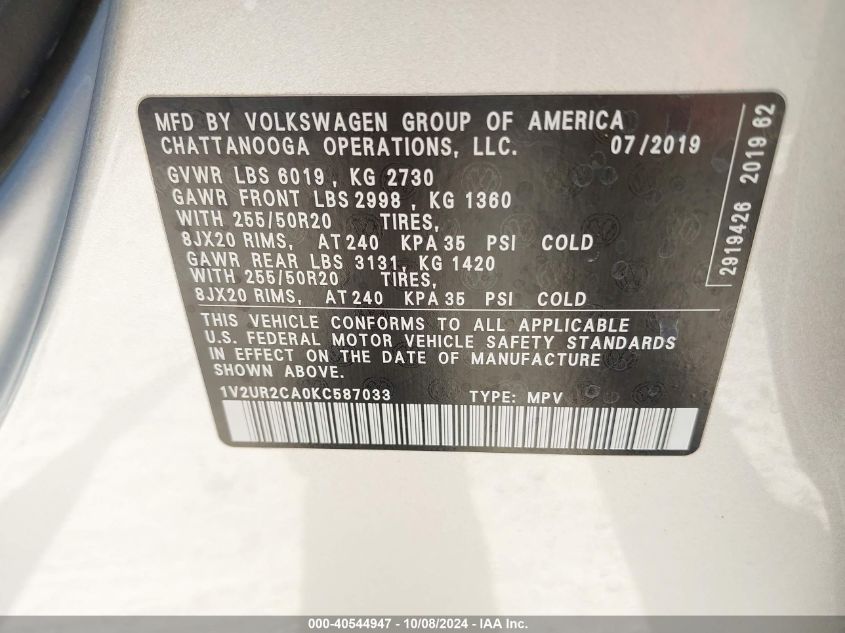 MFD BY VOLKSWAGEN GROUP OF AMERICA
CHATTANOOGA OPERATIONS, LLC. 07/2019
GVWR LBS 6019 , KG 2730
GAWR FRONT LBS 2998 , KG 1360
WITH 255/50R20 TIRES,
8JX20 RIMS, AT 240 KPA 35 PSI COLD
GAWR REAR LBS 3131, KG 1420
WITH 255/50R20 TIRES,
8JX20 RIMS, AT 240 KPA 35 PSI COLD
THIS VEHICLE CONFORMS TO ALL APPLICABLE
U.S. FEDERAL MOTOR VEHICLE SAFETY STANDARDS
IN EFFECT ON THE DATE OF MANUFACTURE
SHOWN ABOVE.
1V2UR2CA0KC587033 TYPE: MPV
2919426 2019 62
000-40544947 - 10/08/2024 - IAA Inc.